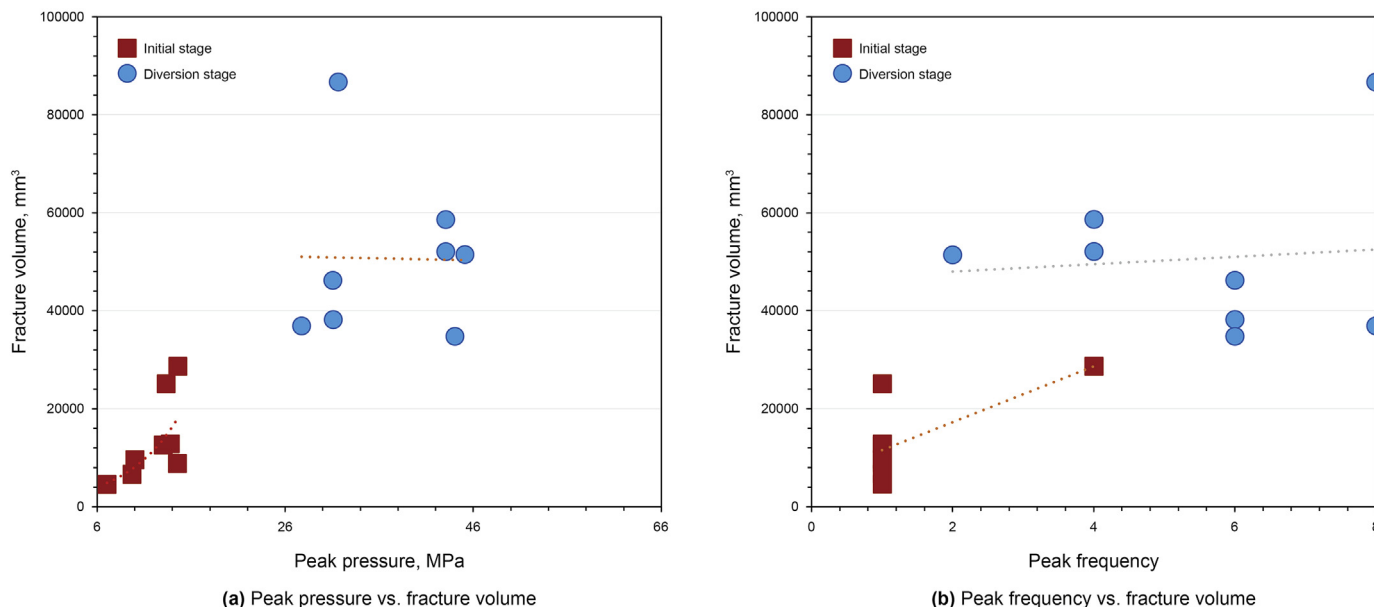 100000
80000
60000
40000
20000
0
Fracture volume, mm³
Initial stage
Diversion stage
6
26
46
66
Peak pressure, MPa
(a) Peak pressure vs. fracture volume
100000
80000
60000
40000
20000
0
Fracture volume, mm³
Initial stage
Diversion stage
0
2
4
6
8
Peak frequency
(b) Peak frequency vs. fracture volume